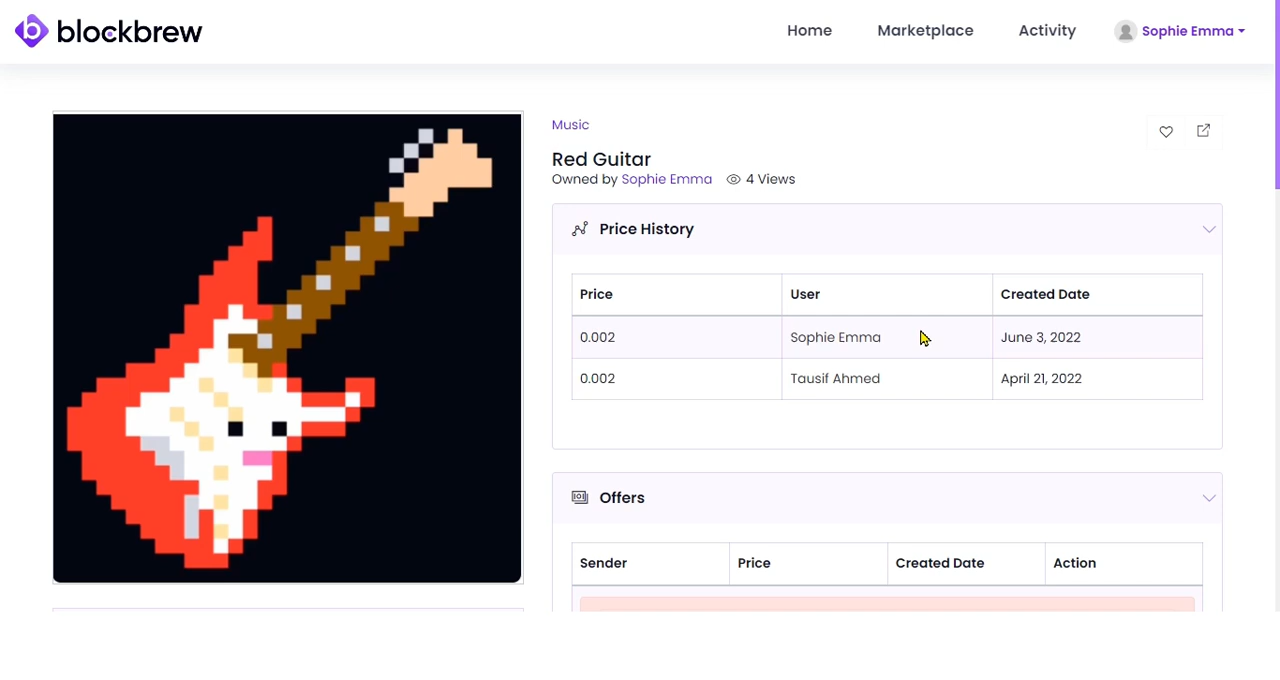 blockbrew
Home Marketplace Activity Sophie Emma
Music
Red Guitar
Owned by Sophie Emma 4 Views
Price History
Price User Created Date
0.002 Sophie Emma June 3, 2022
0.002 Tausif Ahmed April 21, 2022
Offers
Sender Price Created Date Action